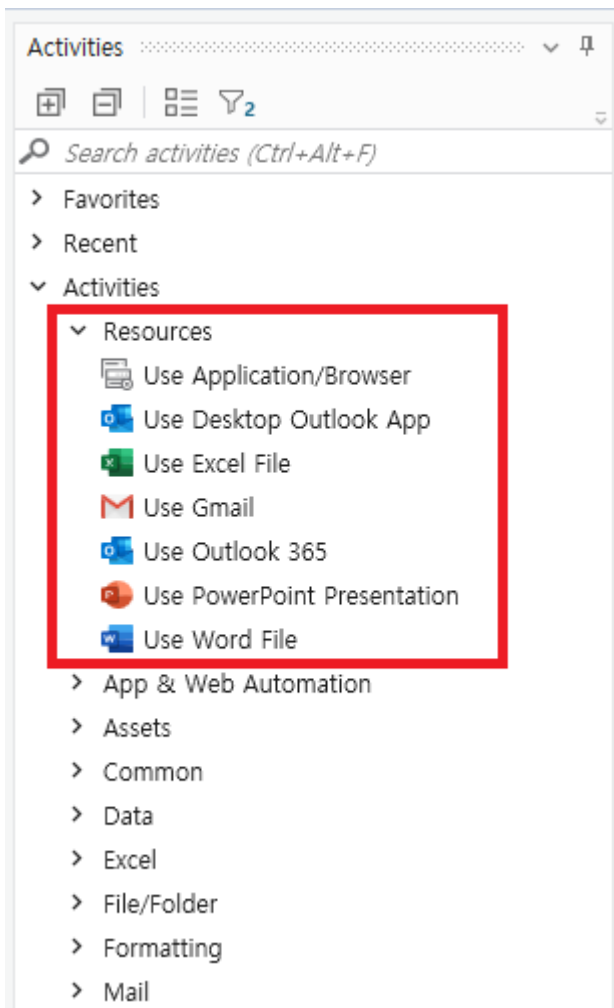 Activities
2
Search activities (Ctrl+Alt+F)
Favorites
Recent
Activities
Resources
Use Application/Browser
Use Desktop Outlook App
Use Excel File
Use Gmail
Use Outlook 365
Use PowerPoint Presentation
Use Word File
App & Web Automation
Assets
Common
Data
Excel
File/Folder
Formatting
Mail